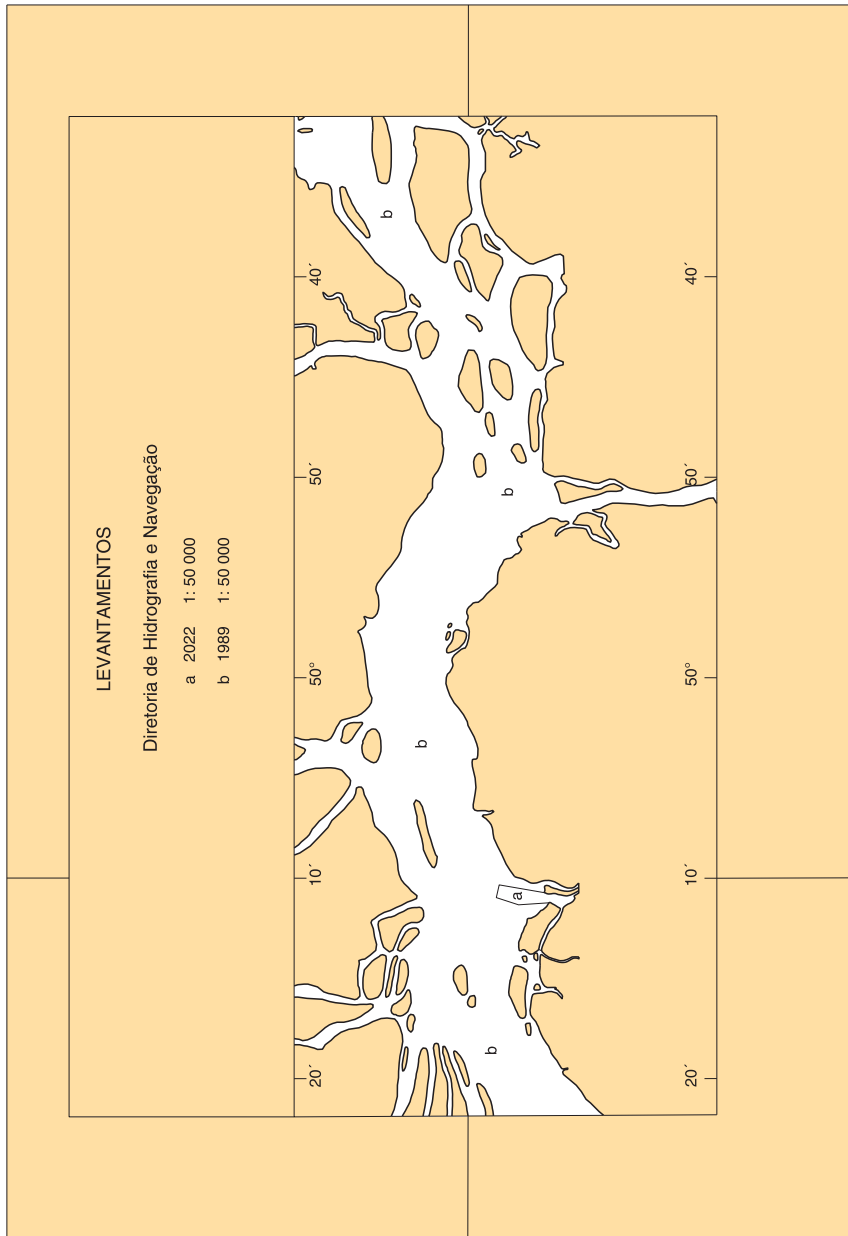 LEVANTAMENTOS
Diretoria de Hidrografia e Navegação
a 2022 1: 50 000
b 1989 1: 50 000
20´ 10´ 50° 50´ 40´
b
b
b
b
a
20´ 10´ 50° 50´ 40´